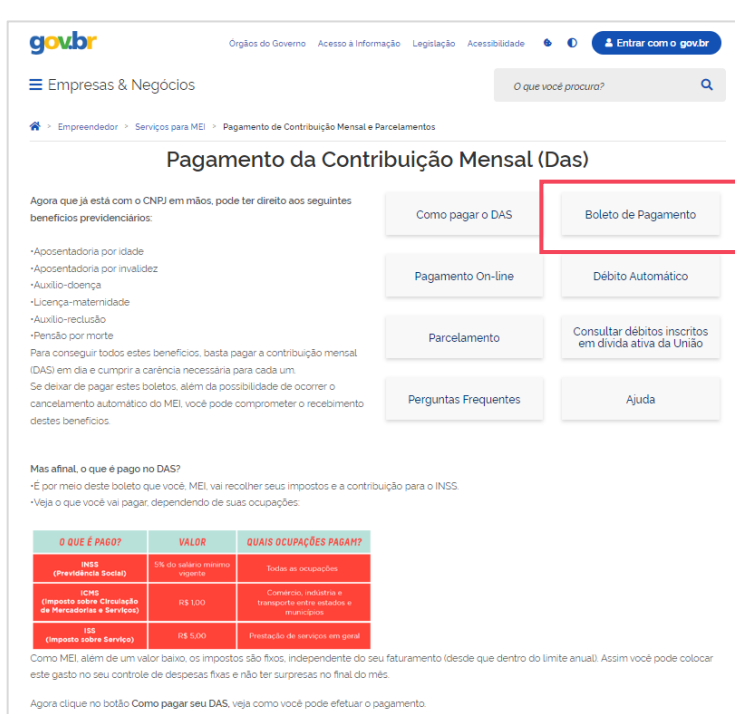 gov.br
Órgãos do Governo Acesso à Informação Legislação Acessibilidade
Entrar com o gov.br
Empresas & Negócios
O que você procura?
> Empreendedor > Serviços para MEI > Pagamento de Contribuição Mensal e Parcelamentos
Pagamento da Contribuição Mensal (Das)
Agora que já está com o CNPJ em mãos, pode ter direito aos seguintes
benefícios previdenciários:
•Aposentadoria por idade
•Aposentadoria por invalidez
•Auxílio-doença
•Licença-maternidade
•Auxílio-reclusão
•Pensão por morte
Para conseguir todos estes benefícios, basta pagar a contribuição mensal
(DAS) em dia e cumprir a carência necessária para cada um.
Se deixar de pagar estes boletos, além da possibilidade de ocorrer o
cancelamento automático do MEI, você pode comprometer o recebimento
destes benefícios.
Como pagar o DAS
Boleto de Pagamento
Pagamento On-line
Débito Automático
Parcelamento
Consultar débitos inscritos
em dívida ativa da União
Perguntas Frequentes
Ajuda
Mas afinal, o que é pago no DAS?
•É por meio deste boleto que você, MEI, vai recolher seus impostos e a contribuição para o INSS.
•Veja o que você vai pagar, dependendo de suas ocupações:
O QUE É PAGO? VALOR QUAIS OCUPAÇÕES PAGAM?
INSS
(Previdência Social)
5% do salário mínimo
vigente
Todas as ocupações
ICMS
(Imposto sobre Circulação
de Mercadorias e Serviços)
R$ 1,00
Comércio, indústria e
transporte entre estados e
municípios
ISS
(Imposto sobre Serviço)
R$ 5,00
Prestação de serviços em geral
Como MEI, além de um valor baixo, os impostos são fixos, independente do seu faturamento (desde que dentro do limite anual). Assim você pode colocar
este gasto no seu controle de despesas fixas e não ter surpresas no final do mês.
Agora clique no botão Como pagar seu DAS, veja como você pode efetuar o pagamento.